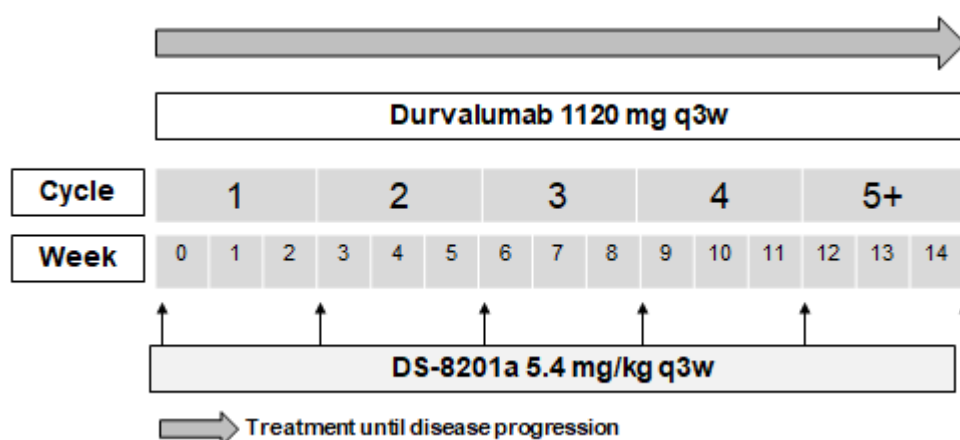 Durvalumab 1120 mg q3w
Cycle 1 2 3 4 5+
Week 0 1 2 3 4 5 6 7 8 9 10 11 12 13 14
DS-8201a 5.4 mg/kg q3w
Treatment until disease progression